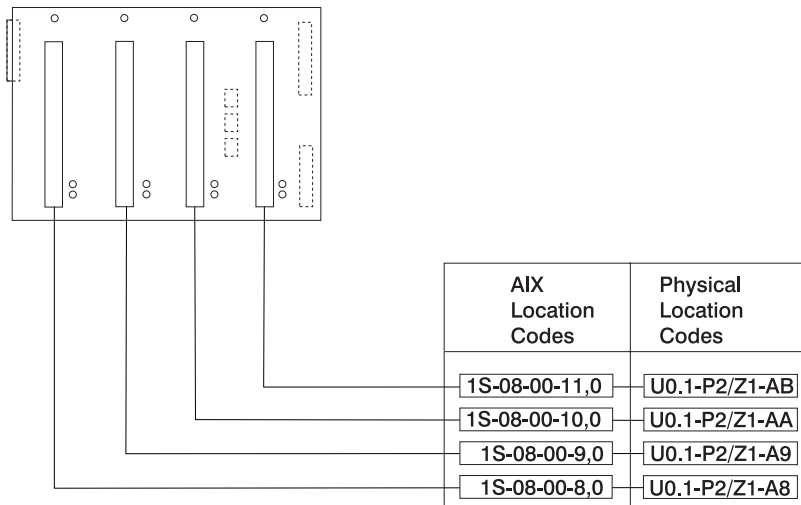 AIX
Location
Codes
Physical
Location
Codes
1S-08-00-11,0 U0.1-P2/Z1-AB
1S-08-00-10,0 U0.1-P2/Z1-AA
1S-08-00-9,0 U0.1-P2/Z1-A9
1S-08-00-8,0 U0.1-P2/Z1-A8